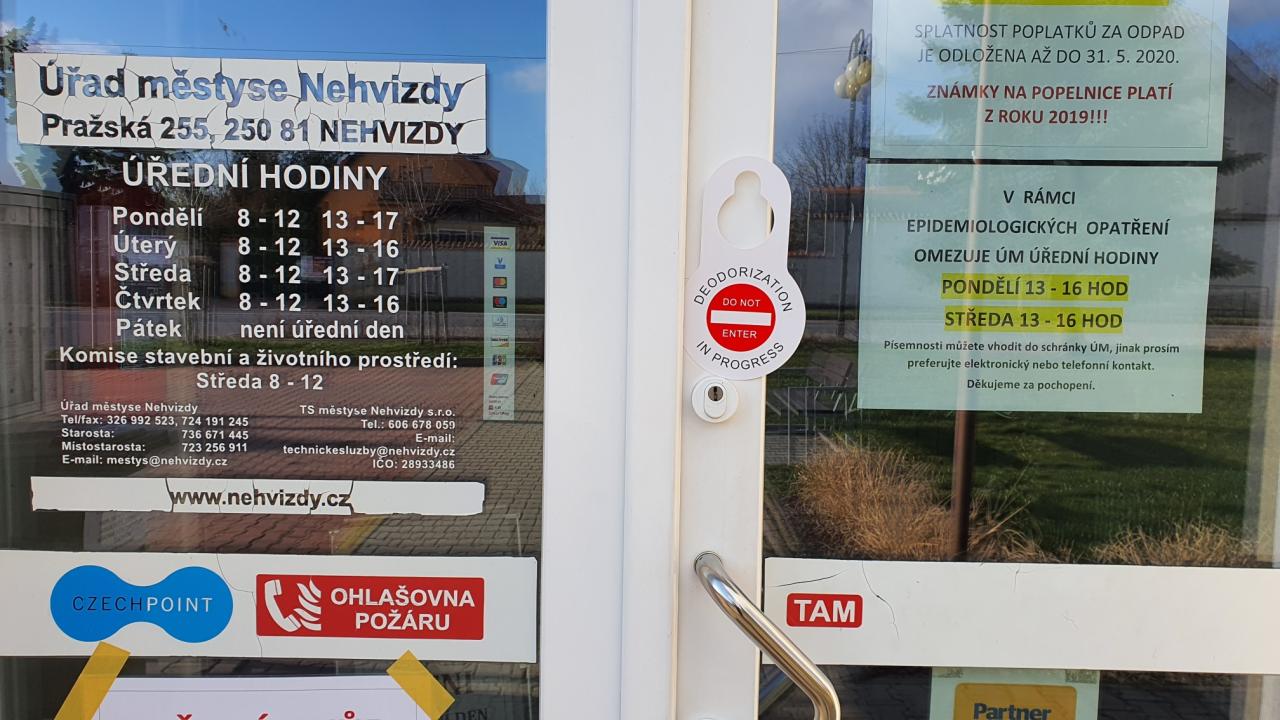 Úřad městyse Nehvizdy
Pražská 255, 250 81 NEHVIZDY
ÚŘEDNÍ HODINY
Pondělí 8 - 12 13 - 17
Úterý 8 - 12 13 - 16
Středa 8 - 12 13 - 17
Čtvrtek 8 - 12 13 - 16
Pátek není úřední den
Komise stavební a životního prostředí:
Středa 8 - 12
Úřad městyse Nehvizdy
Tel/fax: 326 992 523, 724 191 245
Starosta: 736 671 445
Místostarosta: 723 256 911
E-mail: mestys@nehvizdy.cz
TS městyse Nehvizdy s.r.o.
Tel.: 606 678 059
E-mail:
technickesluzby@nehvizdy.cz
IČO: 28933486
www.nehvizdy.cz
CZECHPOINT
OHLAŠOVNA
POŽÁRU
VISA
DEODORIZATION
DO NOT
ENTER
IN PROGRESS
SPLATNOST POPLATKŮ ZA ODPAD
JE ODLOŽENA AŽ DO 31. 5. 2020.
ZNÁMKY NA POPELNICE PLATÍ
Z ROKU 2019!!!
V RÁMCI
EPIDEMIOLOGICKÝCH OPATŘENÍ
OMEZUJE ÚM ÚŘEDNÍ HODINY
PONDĚLÍ 13 - 16 HOD
STŘEDA 13 - 16 HOD
Písemnosti můžete vhodit do schránky ÚM, jinak prosím
preferujte elektronický nebo telefonní kontakt.
Děkujeme za pochopení.
TAM
Partner